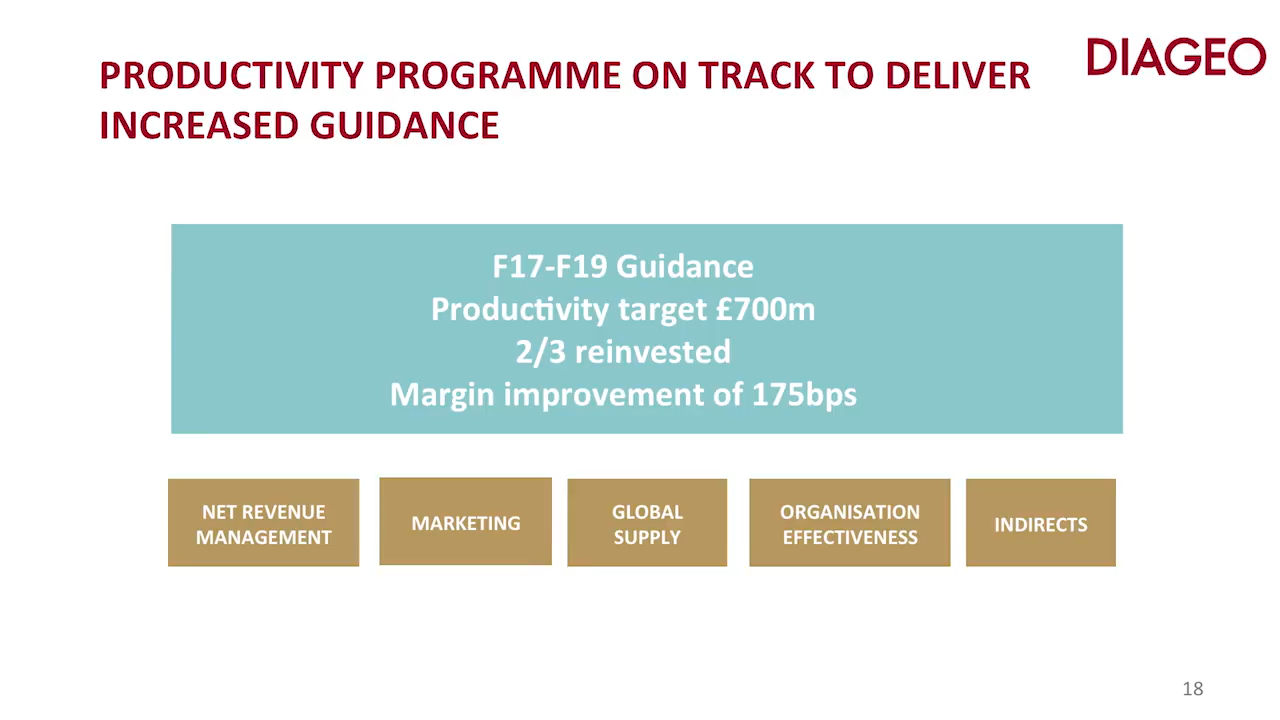 DIAGEO
PRODUCTIVITY PROGRAMME ON TRACK TO DELIVER
INCREASED GUIDANCE
F17-F19 Guidance
Productivity target £700m
2/3 reinvested
Margin improvement of 175bps
NET REVENUE
MANAGEMENT
MARKETING
GLOBAL
SUPPLY
ORGANISATION
EFFECTIVENESS
INDIRECTS
18